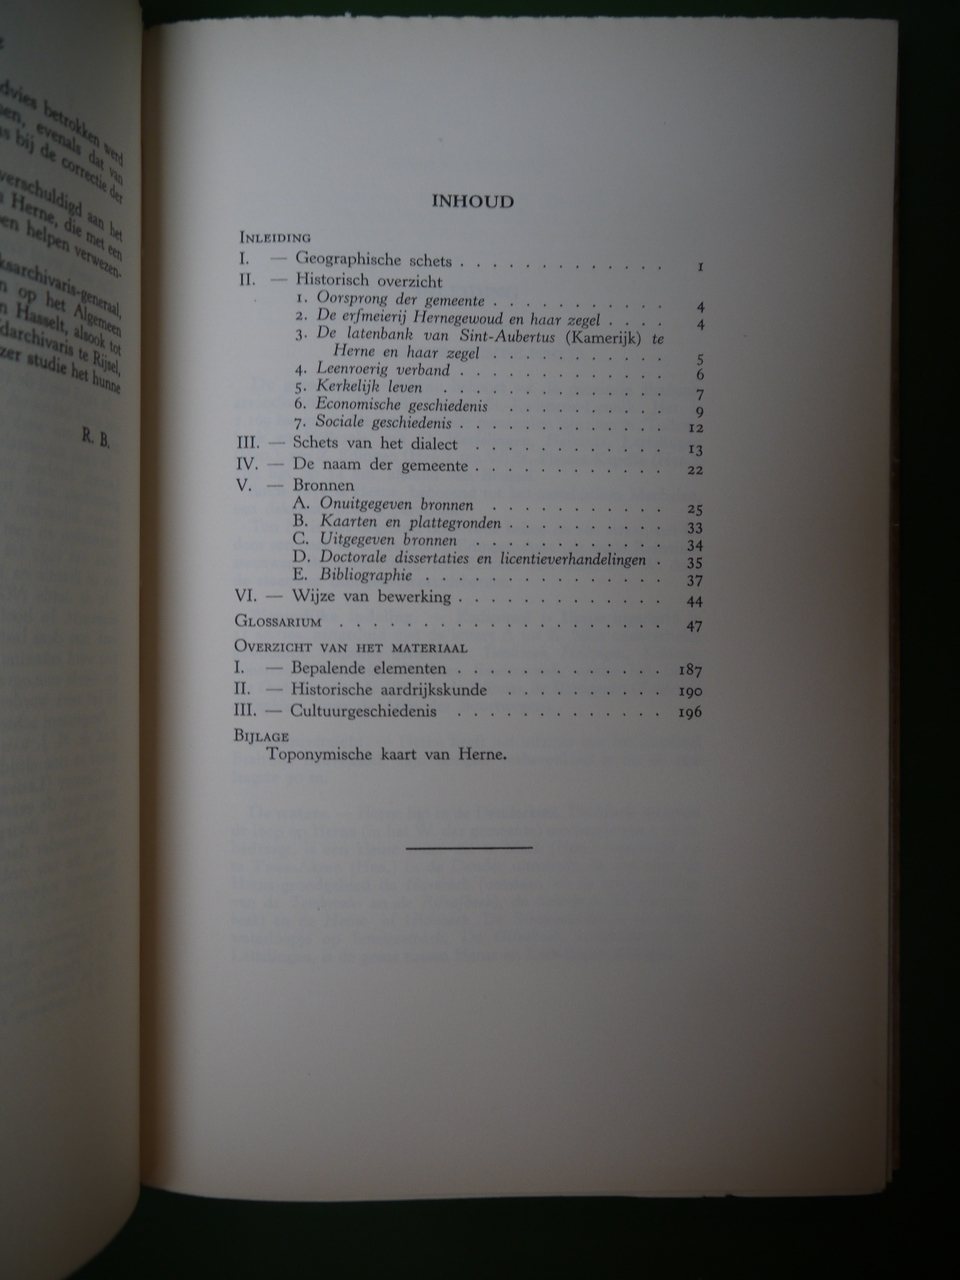 dvies betrokken werd
en, evenals dat van
bij de correctie der
verschuldigd aan het
Herne, die met een
en helpen verwezen-
ksarchivaris-generaal,
op het Algemeen
Hasselt, alsook tot
darchivaris te Rijsel,
zer studie het hunne
R. B.
INHOUD
INLEIDING
I. — Geographische schets . . . . . . . . . . . . . 1
II. — Historisch overzicht
1. Oorsprong der gemeente . . . . . . . . . . . 4
2. De erfmeierij Hernegewoud en haar zegel . . . . 4
3. De latenbank van Sint-Aubertus (Kamerijk) te
Herne en haar zegel . . . . . . . . . . . 5
4. Leenroerig verband . . . . . . . . . . . . . 6
5. Kerkelijk leven . . . . . . . . . . . . . . 7
6. Economische geschiedenis . . . . . . . . . . 9
7. Sociale geschiedenis . . . . . . . . . . . . . 12
III. — Schets van het dialect . . . . . . . . . . . . 13
IV. — De naam der gemeente . . . . . . . . . . . . 22
V. — Bronnen
A. Onuitgegeven bronnen . . . . . . . . . . . 25
B. Kaarten en plattegronden . . . . . . . . . . 33
C. Uitgegeven bronnen . . . . . . . . . . . . 34
D. Doctorale dissertaties en licentieverhandelingen . 35
E. Bibliographie . . . . . . . . . . . . . . . 37
VI. — Wijze van bewerking . . . . . . . . . . . . . 44
GLOSSARIUM . . . . . . . . . . . . . . . . . . . 47
OVERZICHT VAN HET MATERIAAL
I. — Bepalende elementen . . . . . . . . . . . . . 187
II. — Historische aardrijkskunde . . . . . . . . . . 190
III. — Cultuurgeschiedenis . . . . . . . . . . . . . 196
BIJLAGE
Toponymische kaart van Herne.